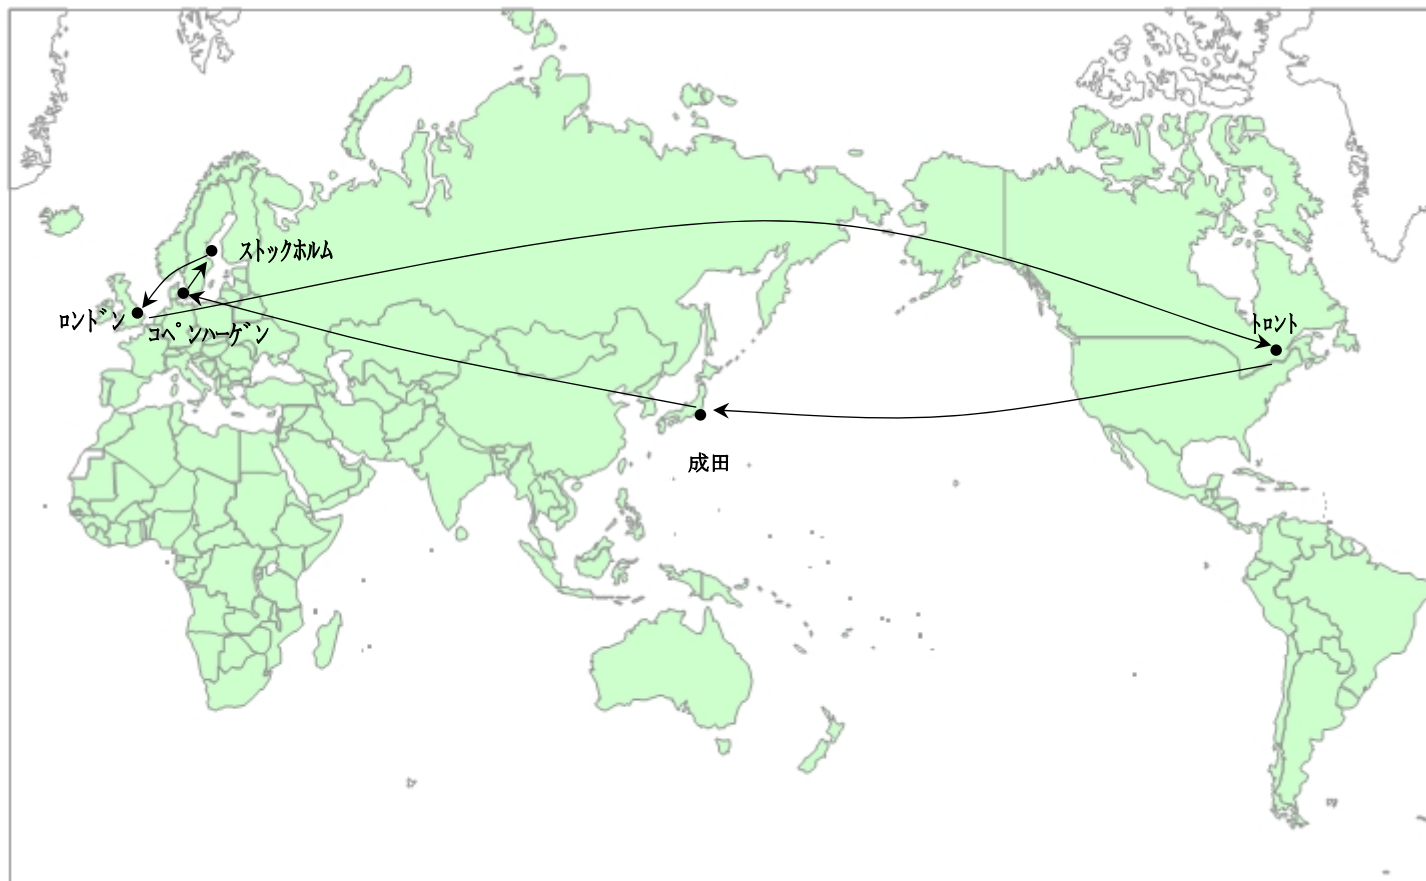 ストックホルム
ロンドン
コペンハーゲン
トロント
成田